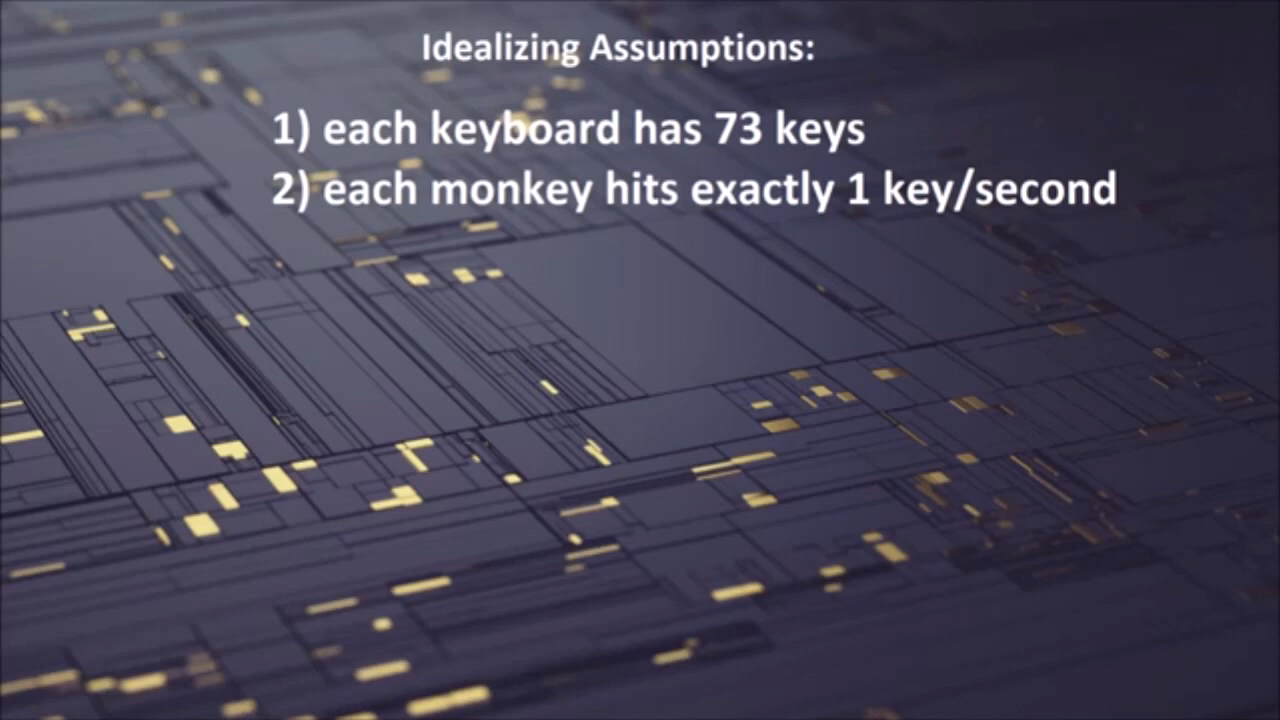 Idealizing Assumptions:
1) each keyboard has 73 keys
2) each monkey hits exactly 1 key/second